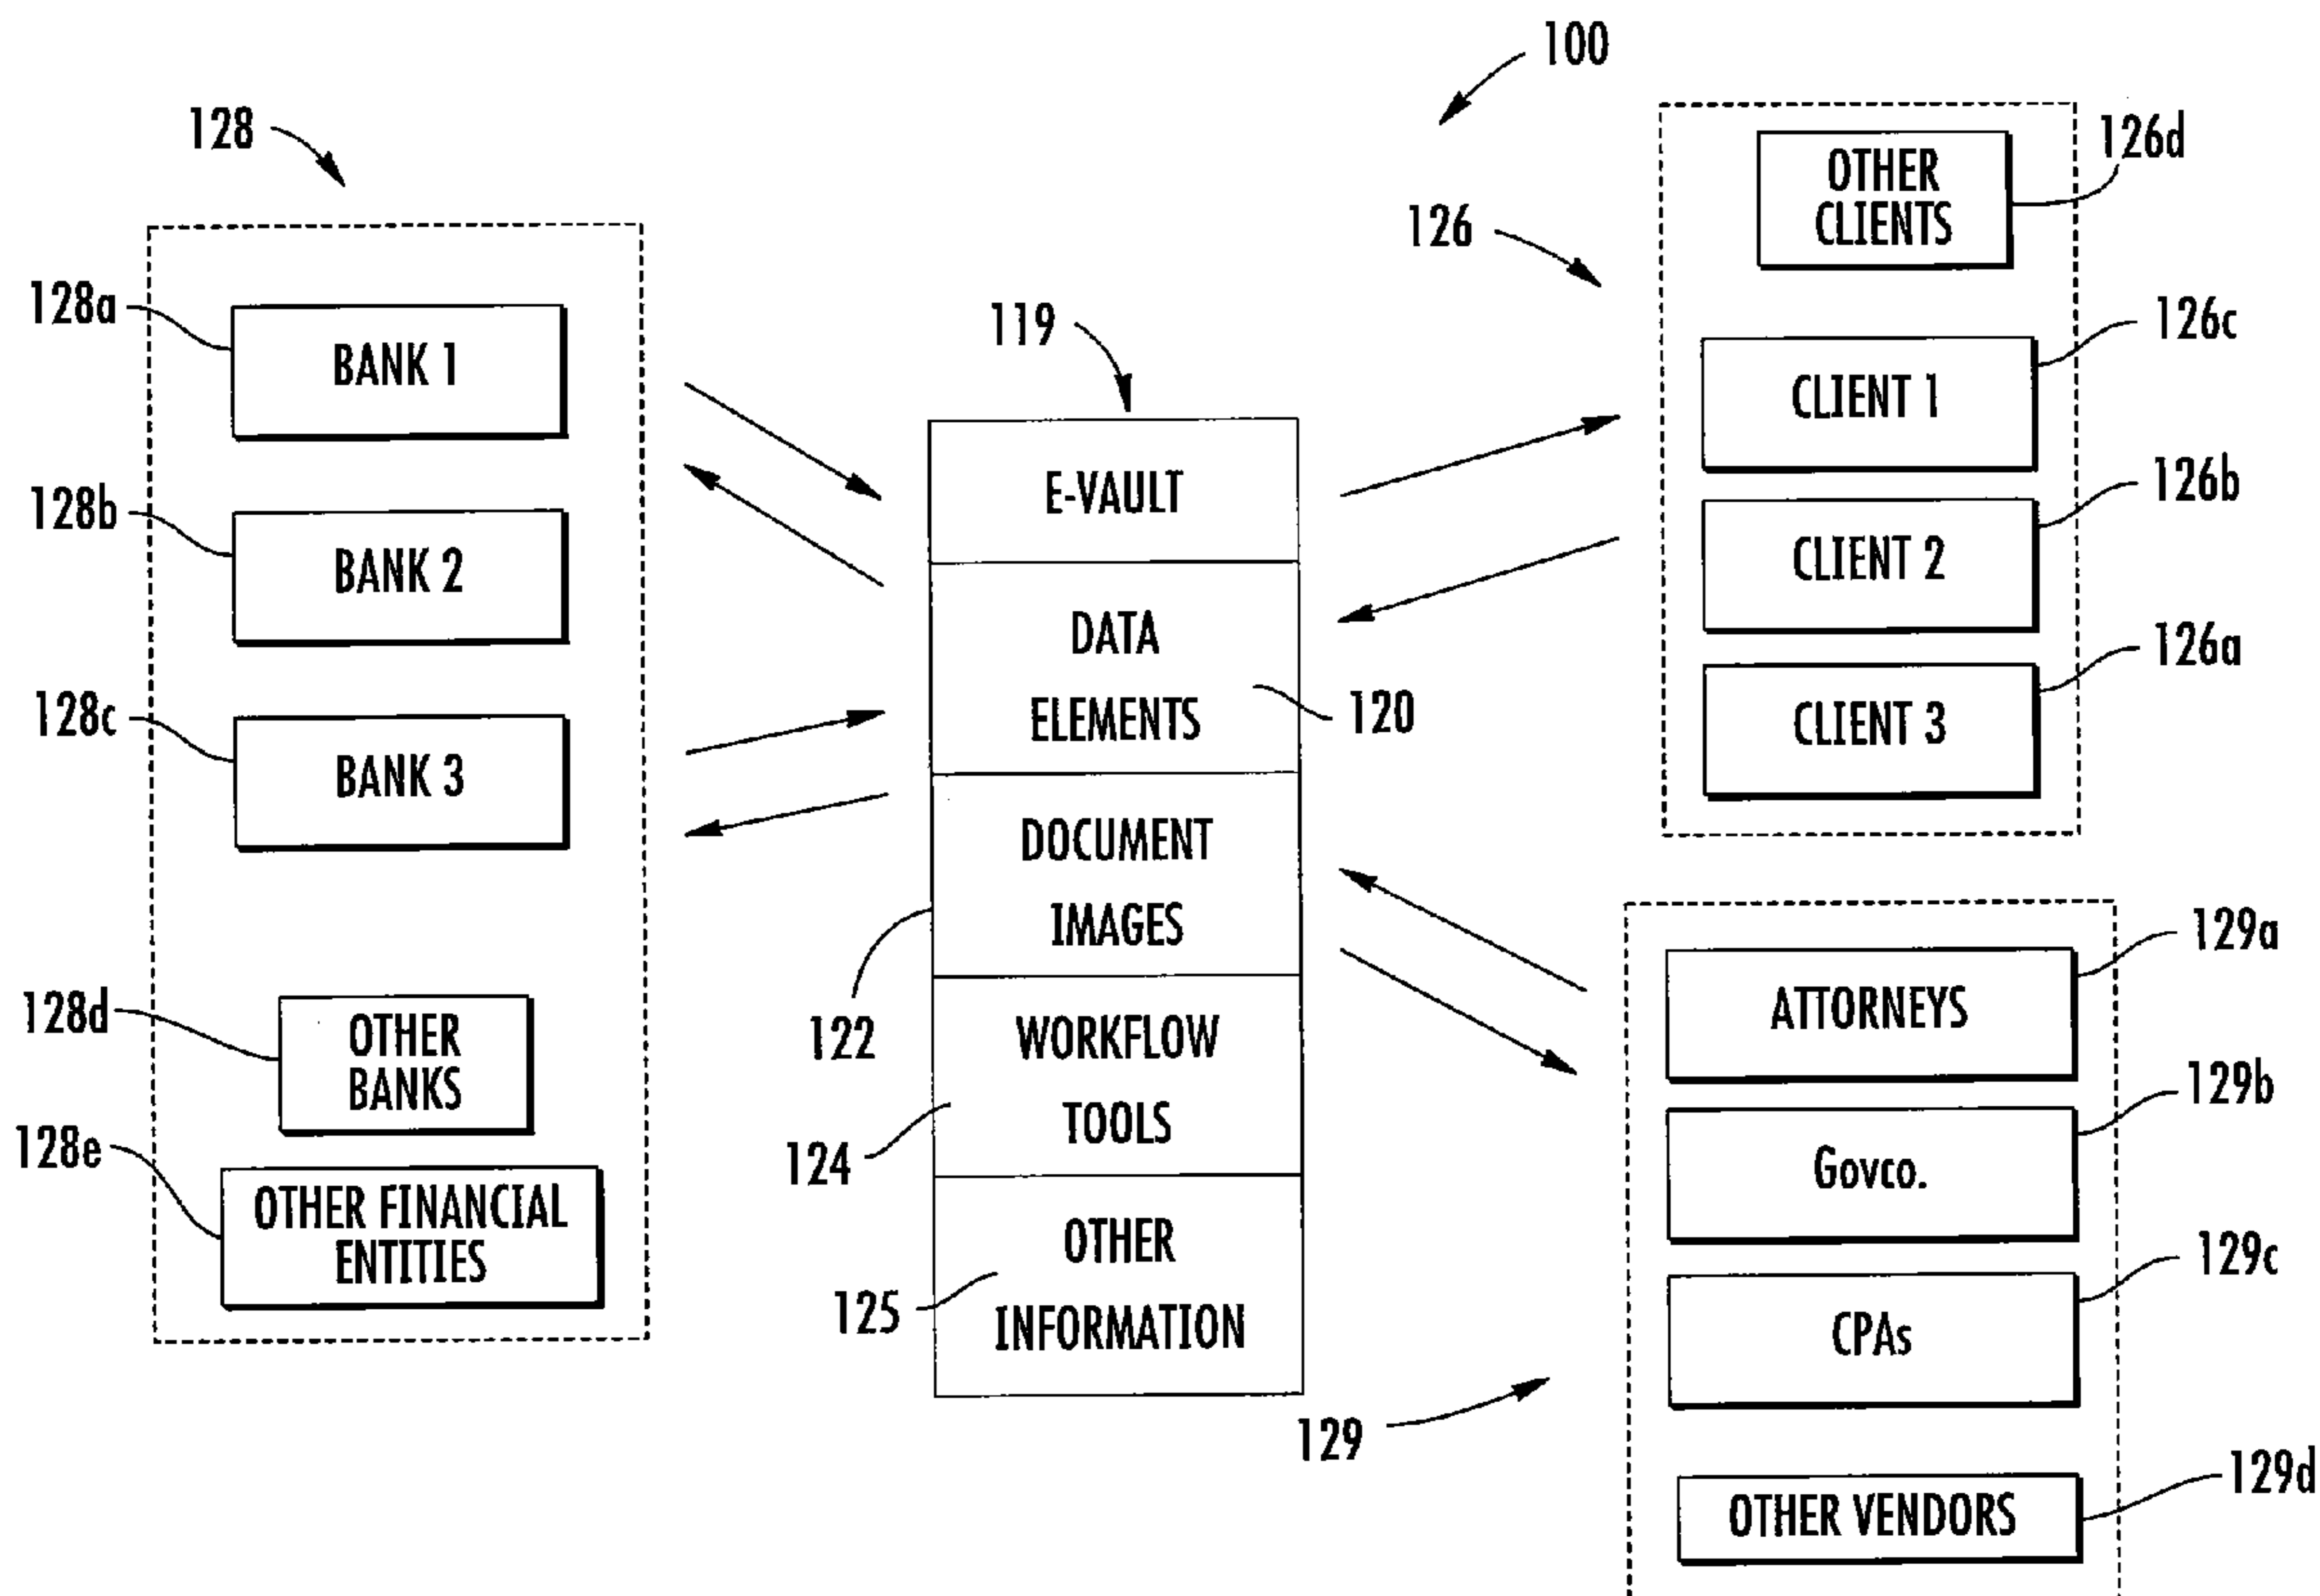 100
128
128a
BANK 1
128b
BANK 2
128c
BANK 3
128d
OTHER
BANKS
128e
OTHER FINANCIAL
ENTITIES
119
E-VAULT
DATA
ELEMENTS
120
DOCUMENT
IMAGES
122
WORKFLOW
TOOLS
124
OTHER
INFORMATION
125
126
OTHER
CLIENTS
126d
CLIENT 1
126c
CLIENT 2
126b
CLIENT 3
126a
129
ATTORNEYS
129a
Govco.
129b
CPAs
129c
OTHER VENDORS
129d